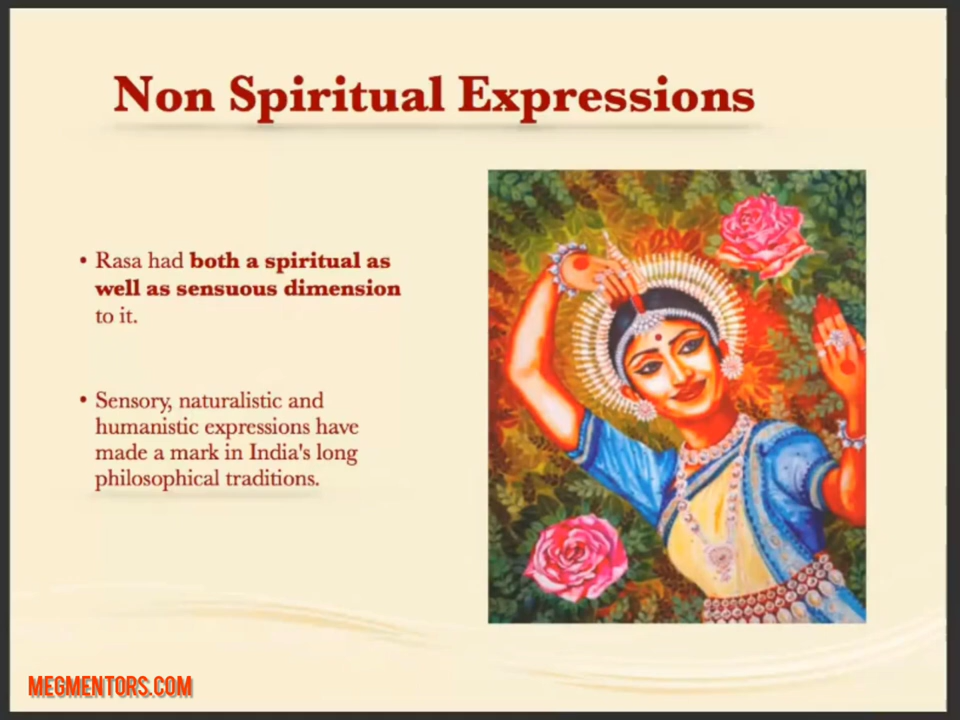 Non Spiritual Expressions
• Rasa had both a spiritual as
well as sensuous dimension
to it.
• Sensory, naturalistic and
humanistic expressions have
made a mark in India's long
philosophical traditions.
MEGMENTORS.COM